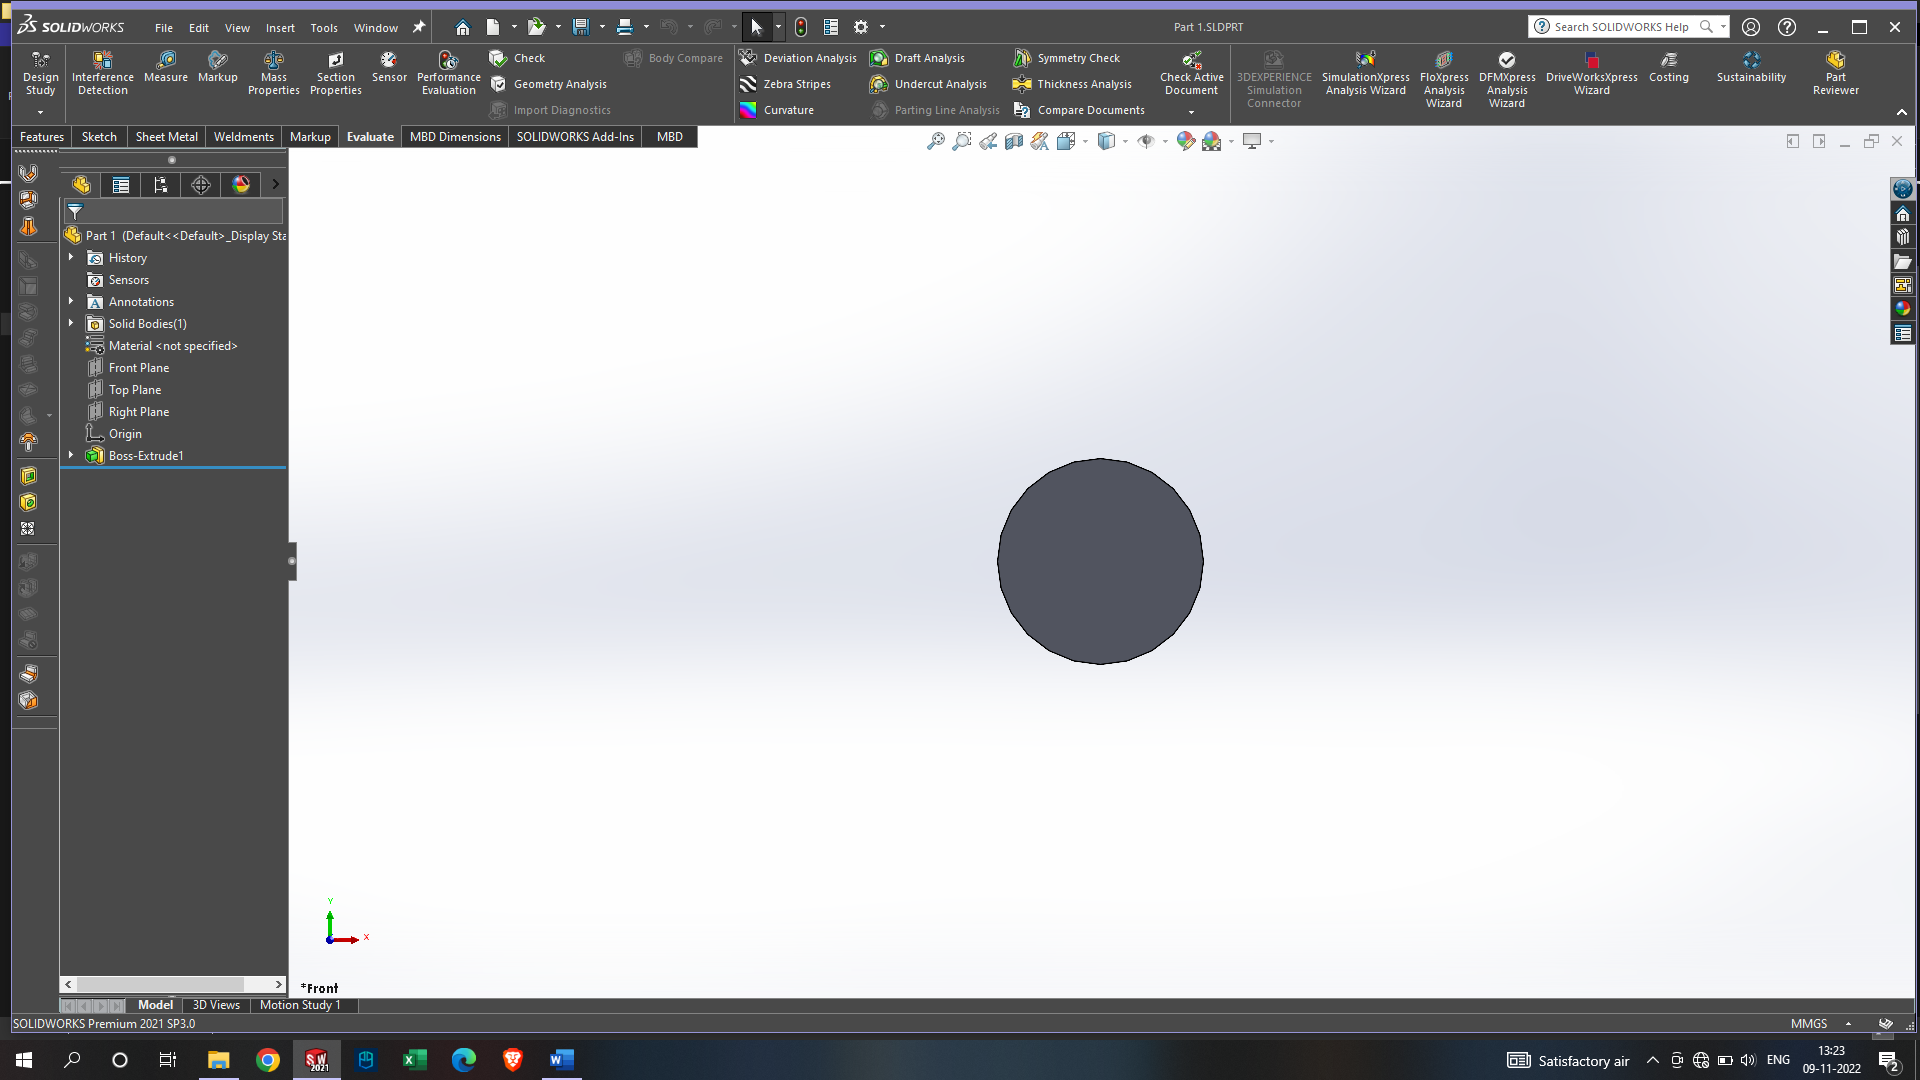 SOLIDWORKS File Edit View Insert Tools Window Part 1.SLDPRT Search SOLIDWORKS Help
Design Study
Interference Detection
Measure
Markup
Mass Properties
Section Properties
Sensor
Performance Evaluation
Check
Geometry Analysis
Import Diagnostics
Body Compare
Deviation Analysis
Zebra Stripes
Curvature
Draft Analysis
Undercut Analysis
Parting Line Analysis
Symmetry Check
Thickness Analysis
Compare Documents
Check Active Document
3DEXPERIENCE Simulation Connector
SimulationXpress Analysis Wizard
FloXpress Analysis Wizard
DFMXpress Analysis Wizard
DriveWorksXpress Wizard
Costing
Sustainability
Part Reviewer
Features Sketch Sheet Metal Weldments Markup Evaluate MBD Dimensions SOLIDWORKS Add-Ins MBD
Part 1 (Default<<Default>_Display Sta
History
Sensors
Annotations
Solid Bodies(1)
Material <not specified>
Front Plane
Top Plane
Right Plane
Origin
Boss-Extrude1
Y
X
*Front
Model 3D Views Motion Study 1
SOLIDWORKS Premium 2021 SP3.0 MMGS
Satisfactory air ENG 13:23
09-11-2022 2